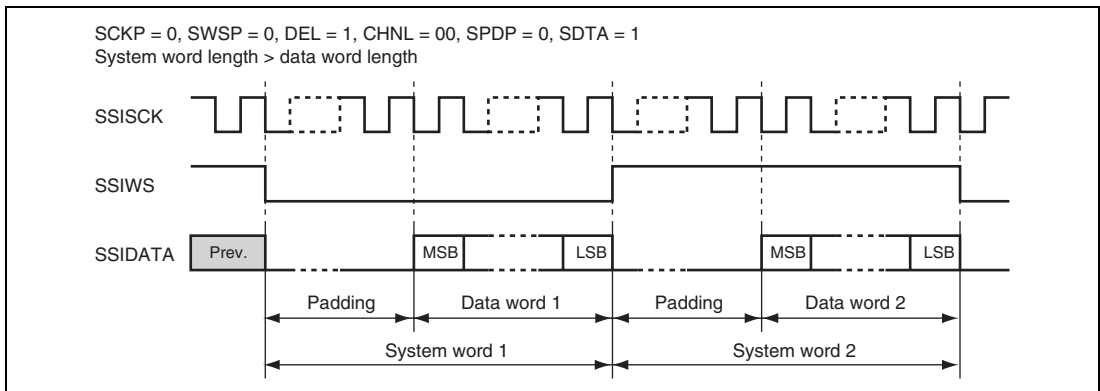 SCKP = 0, SWSP = 0, DEL = 1, CHNL = 00, SPDP = 0, SDTA = 1
System word length > data word length
SSISCK
SSIWS
SSIDATA Prev. MSB LSB MSB LSB
Padding Data word 1 Padding Data word 2
System word 1 System word 2